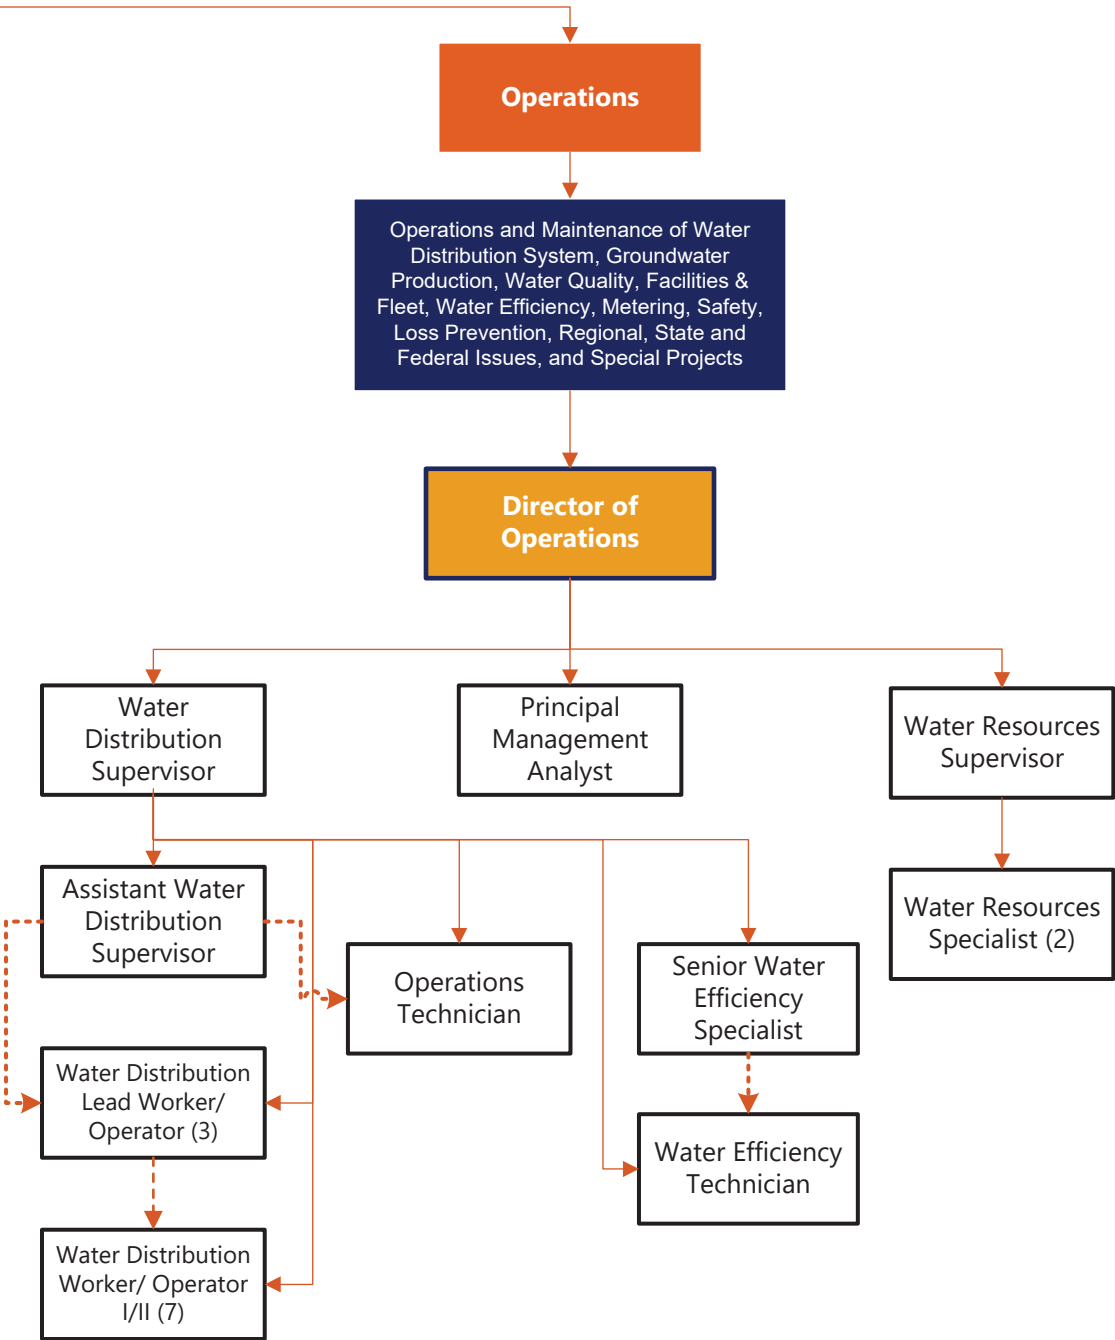 Operations
Operations and Maintenance of Water
Distribution System, Groundwater
Production, Water Quality, Facilities &
Fleet, Water Efficiency, Metering, Safety,
Loss Prevention, Regional, State and
Federal Issues, and Special Projects
Director of
Operations
Water
Distribution
Supervisor
Principal
Management
Analyst
Water Resources
Supervisor
Assistant Water
Distribution
Supervisor
Operations
Technician
Senior Water
Efficiency
Specialist
Water Resources
Specialist (2)
Water Distribution
Lead Worker/
Operator (3)
Water Efficiency
Technician
Water Distribution
Worker/ Operator
I/II (7)